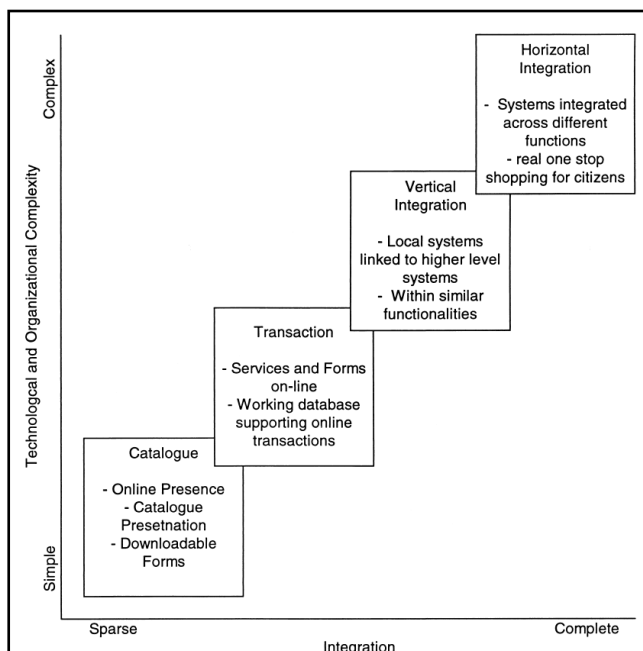 Complex
Technologcal and Organizational Complexity
Simple
Horizontal
Integration
- Systems integrated
across different
functions
- real one stop
shopping for citizens
Vertical
Integration
- Local systems
linked to higher level
systems
- Within similar
functionalities
Transaction
- Services and Forms
on-line
- Working database
supporting online
transactions
Catalogue
- Online Presence
- Catalogue
Presetnation
- Downloadable
Forms
Sparse
Complete
Integration